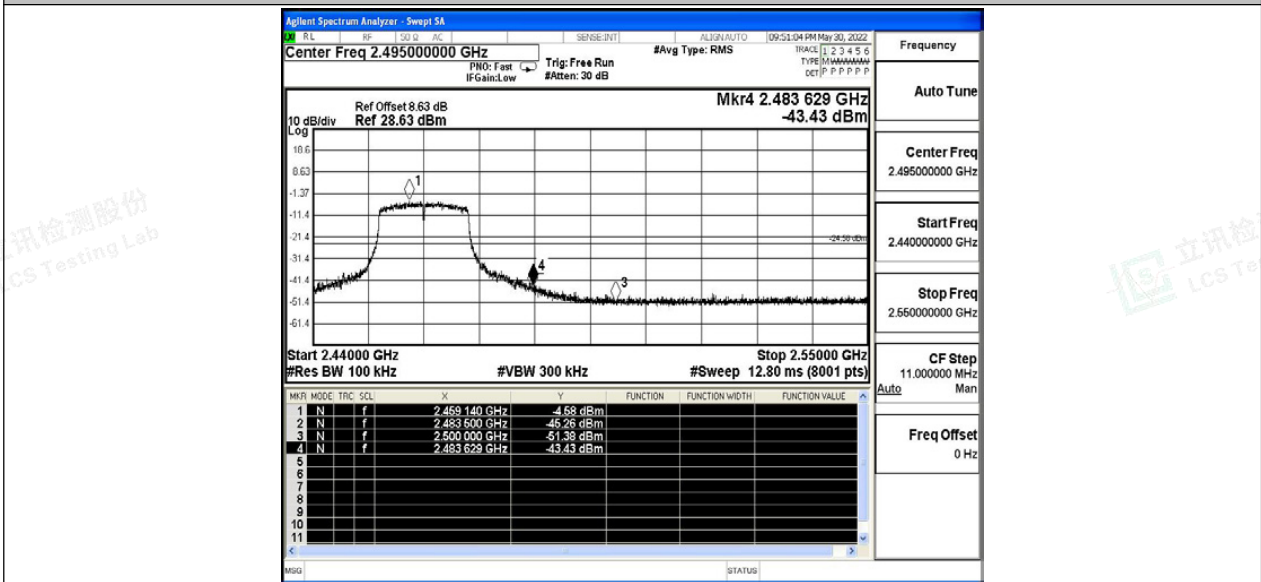 Agilent Spectrum Analyzer - Swept SA
RL RF 50 Ω AC SENSE:INT ALIGNAUTO 09:51:04 PM May 30, 2022
Center Freq 2.495000000 GHz
#Avg Type: RMS
TRACE 1 2 3 4 5 6
PNO: Fast
Trig: Free Run
TYPE MWWWWW
IFGain:Low
#Atten: 30 dB
DET P P P P P P
Mkr4 2.483 629 GHz
-43.43 dBm
Ref Offset 8.63 dB
10 dB/div Ref 28.63 dBm
Log
18.6
8.63
-1.37
-11.4
-21.4
-31.4
-41.4
-51.4
-61.4
1
-24.58 dBm
4
3
Start 2.44000 GHz Stop 2.55000 GHz
#Res BW 100 kHz #VBW 300 kHz #Sweep 12.80 ms (8001 pts)
MKR MODE TRC SCL X Y FUNCTION FUNCTION WIDTH FUNCTION VALUE
1 N f 2.459 140 GHz -4.58 dBm
2 N f 2.483 500 GHz -45.26 dBm
3 N f 2.500 000 GHz -51.38 dBm
4 N f 2.483 629 GHz -43.43 dBm
5
6
7
8
9
10
11
MSG STATUS
Frequency
Auto Tune
Center Freq
2.495000000 GHz
Start Freq
2.440000000 GHz
Stop Freq
2.550000000 GHz
CF Step
11.000000 MHz
Auto Man
Freq Offset
0 Hz
立讯检测股份
LCS Testing Lab
立讯检
LCS Te